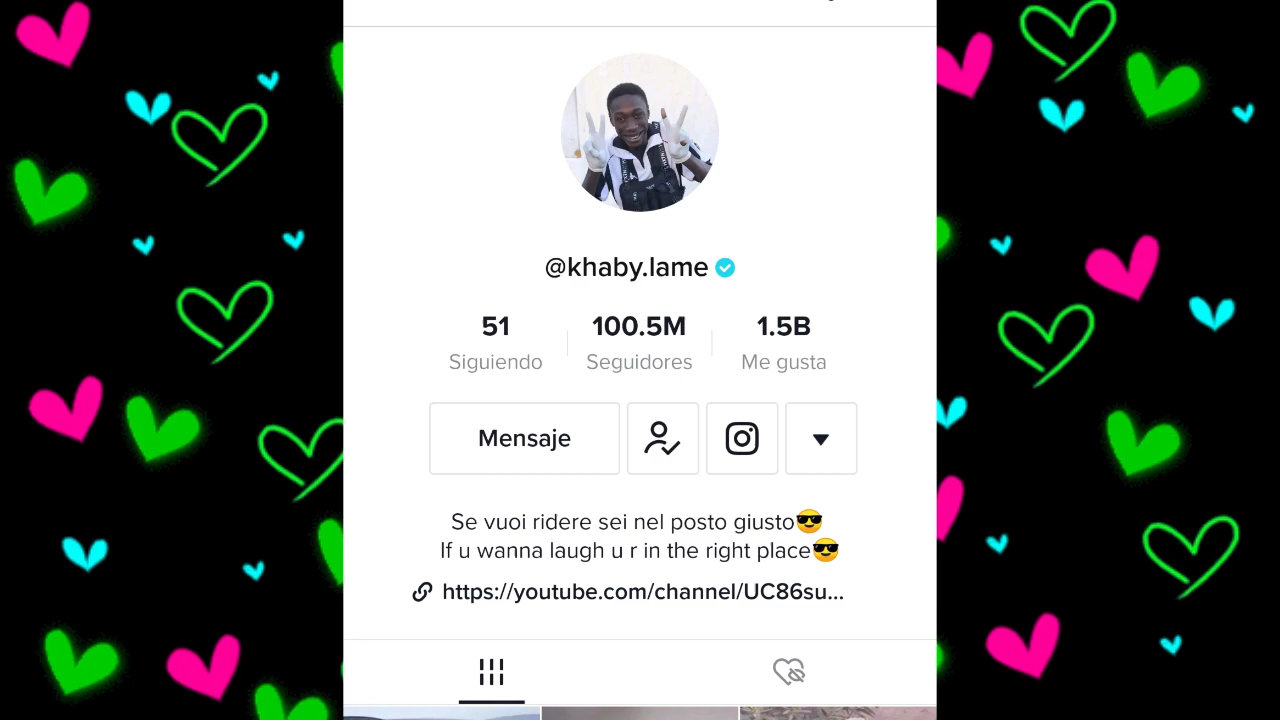 @khaby.lame
51 100.5M 1.5B
Siguiendo Seguidores Me gusta
Mensaje
Se vuoi ridere sei nel posto giusto😎
If u wanna laugh u r in the right place😎
https://youtube.com/channel/UC86su...